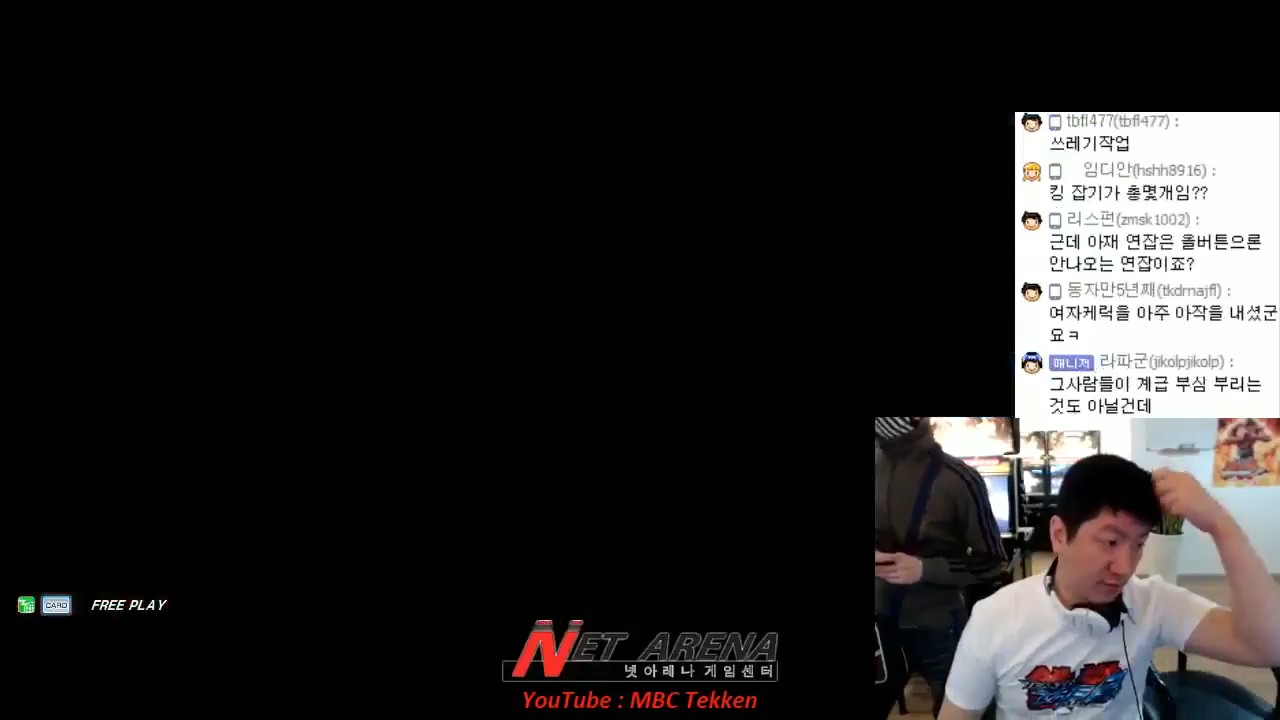 tbfl477(tbffl477) :
쓰레기작업
임디안(hshh8916) :
킹 잡기가 총몇개임??
리스펀(zmsk1002) :
근데 아재 연잡은 올버튼으론
안나오는 연잡이죠?
동자만5년째(tkdrnajfl) :
여자케릭을 아주 아작을 내셨군
요ㅋ
매니저 라파군(jikolpjikolp) :
그사람들이 계급 부심 부리는
것도 아닐건데
CARD FREE PLAY
NET ARENA
넷아레나 게임센터
YouTube : MBC Tekken